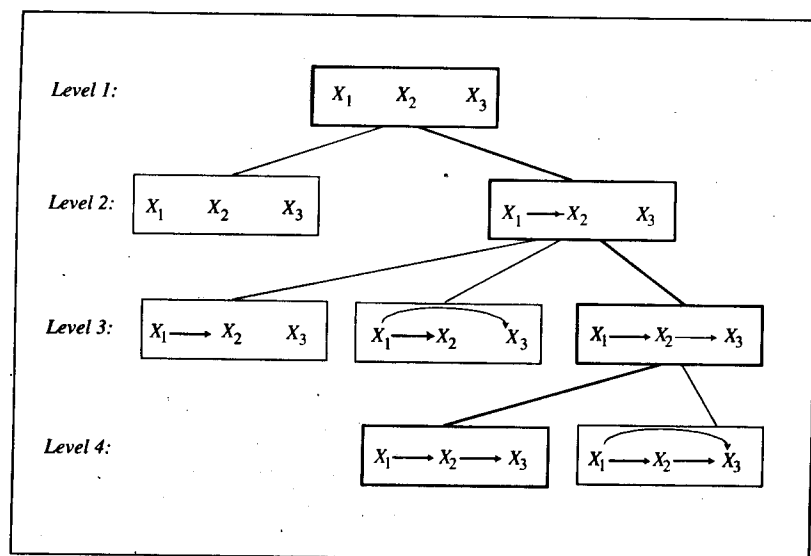 Level 1:
X₁ X₂ X₃
Level 2:
X₁ X₂ X₃
X₁ → X₂ X₃
Level 3:
X₁ → X₂ X₃
X₁ → X₂ X₃
X₁ → X₂ → X₃
Level 4:
X₁ → X₂ → X₃
X₁ → X₂ → X₃